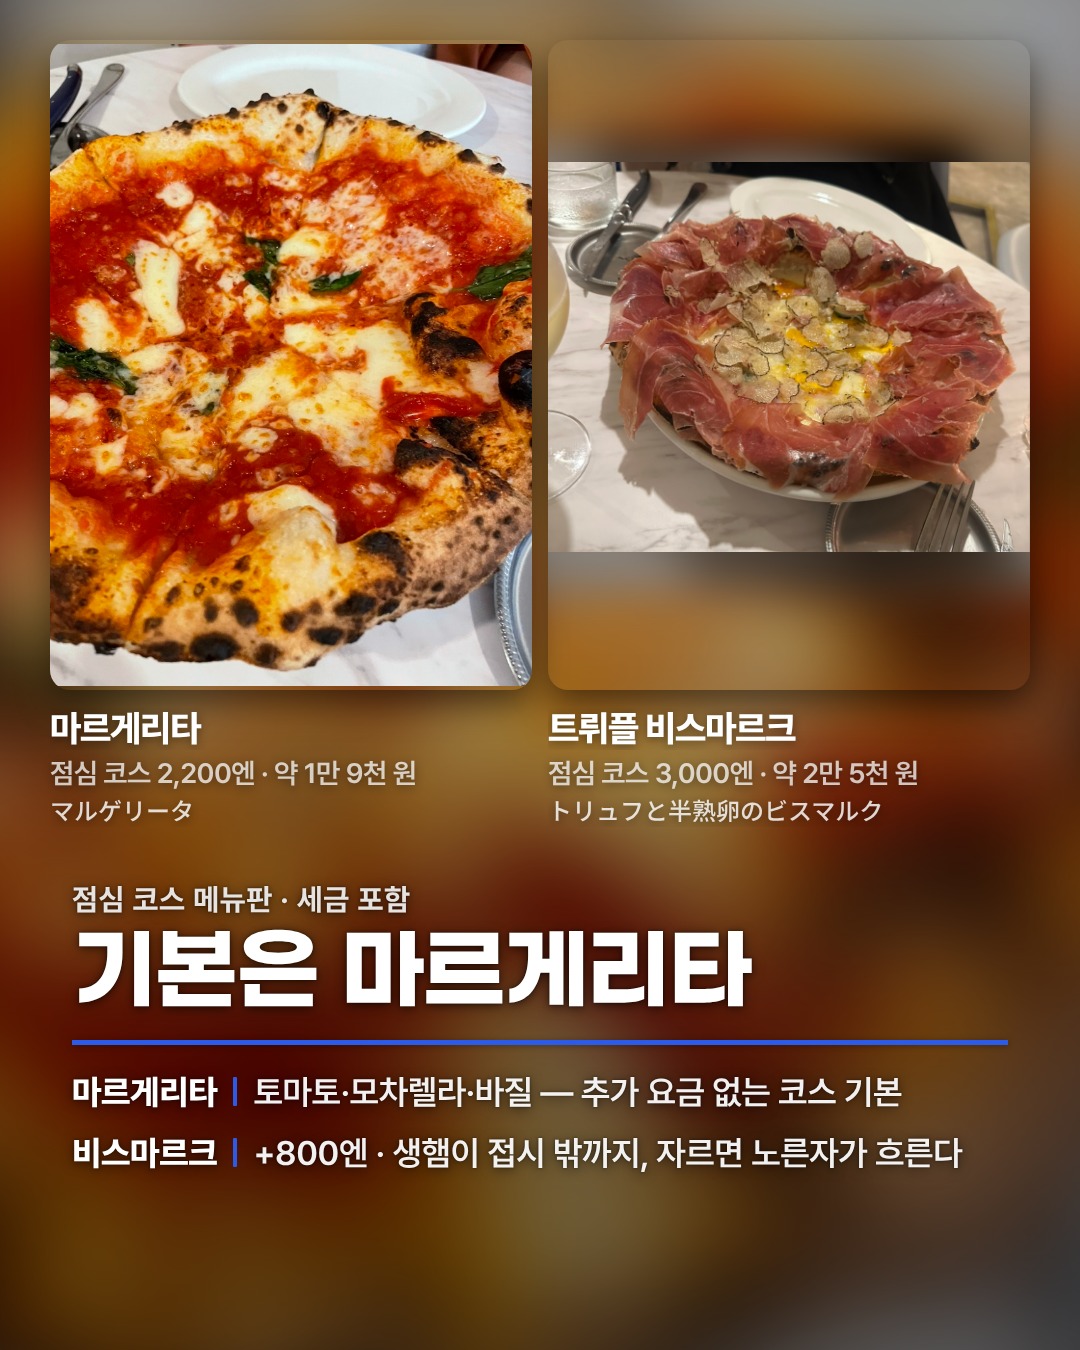 마르게리타
점심 코스 2,200엔 · 약 1만 9천 원
マルゲリータ
트뤼플 비스마르크
점심 코스 3,000엔 · 약 2만 5천 원
トリュフと半熟卵のビスマルク
점심 코스 메뉴판 · 세금 포함
기본은 마르게리타
마르게리타 | 토마토·모차렐라·바질 — 추가 요금 없는 코스 기본
비스마르크 | +800엔 · 생햄이 접시 밖까지, 자르면 노른자가 흐른다